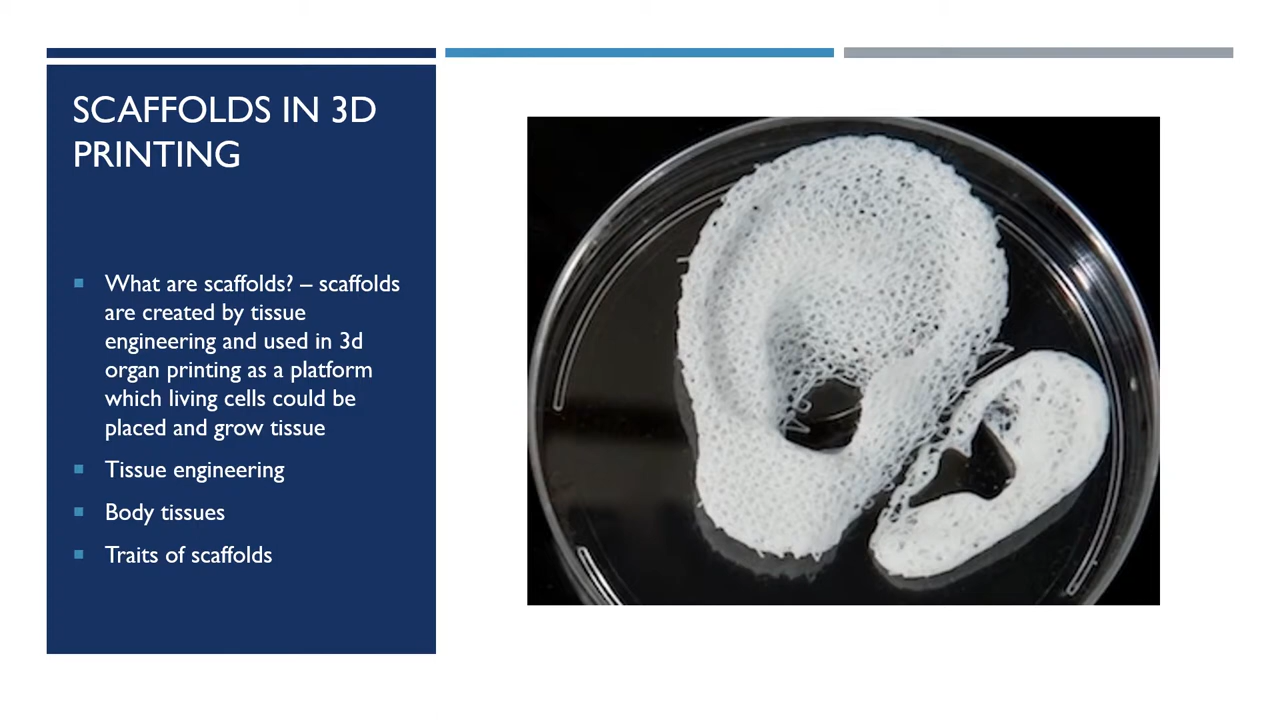 SCAFFOLDS IN 3D
PRINTING
What are scaffolds? – scaffolds
are created by tissue
engineering and used in 3d
organ printing as a platform
which living cells could be
placed and grow tissue
Tissue engineering
Body tissues
Traits of scaffolds